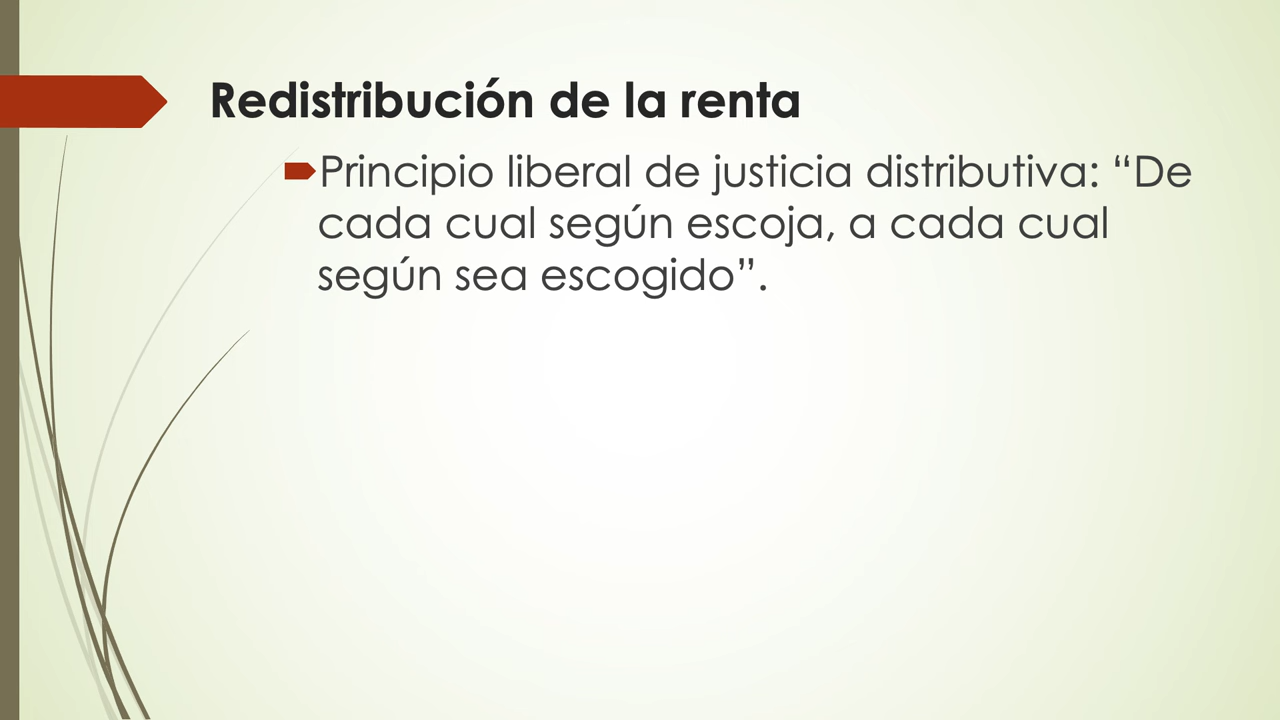 Redistribución de la renta
Principio liberal de justicia distributiva: “De
cada cual según escoja, a cada cual
según sea escogido”.